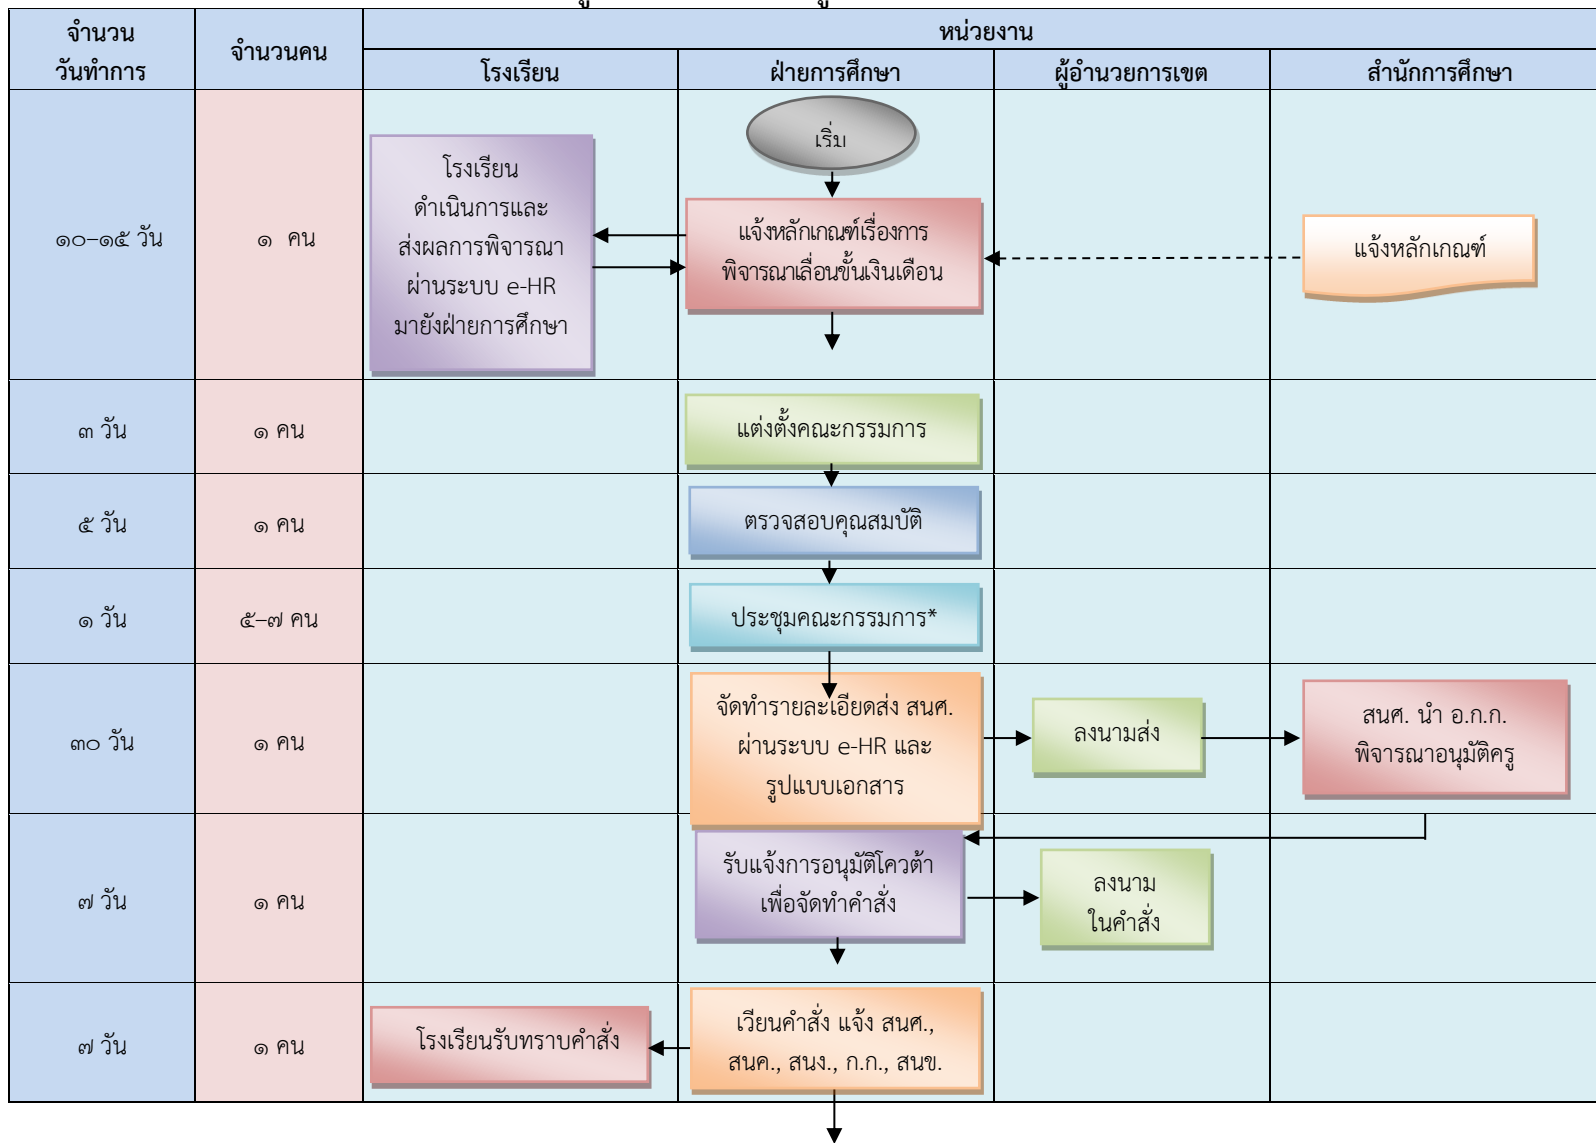 จำนวน
วันทำการ
จำนวนคน
หน่วยงาน
โรงเรียน
ฝ่ายการศึกษา
ผู้อำนวยการเขต
สำนักการศึกษา
๑๐–๑๕ วัน
๑ คน
โรงเรียน
ดำเนินการและ
ส่งผลการพิจารณา
ผ่านระบบ e-HR
มายังฝ่ายการศึกษา
เริ่ม
แจ้งหลักเกณฑ์เรื่องการ
พิจารณาเลื่อนขั้นเงินเดือน
แจ้งหลักเกณฑ์
๓ วัน
๑ คน
แต่งตั้งคณะกรรมการ
๕ วัน
๑ คน
ตรวจสอบคุณสมบัติ
๑ วัน
๕–๗ คน
ประชุมคณะกรรมการ*
๓๐ วัน
๑ คน
จัดทำรายละเอียดส่ง สนศ.
ผ่านระบบ e-HR และ
รูปแบบเอกสาร
ลงนามส่ง
สนศ. นำ อ.ก.ก.
พิจารณาอนุมัติครู
๗ วัน
๑ คน
รับแจ้งการอนุมัติโควต้า
เพื่อจัดทำคำสั่ง
ลงนาม
ในคำสั่ง
๗ วัน
๑ คน
โรงเรียนรับทราบคำสั่ง
เวียนคำสั่ง แจ้ง สนศ.,
สนค., สนง., ก.ก., สนข.